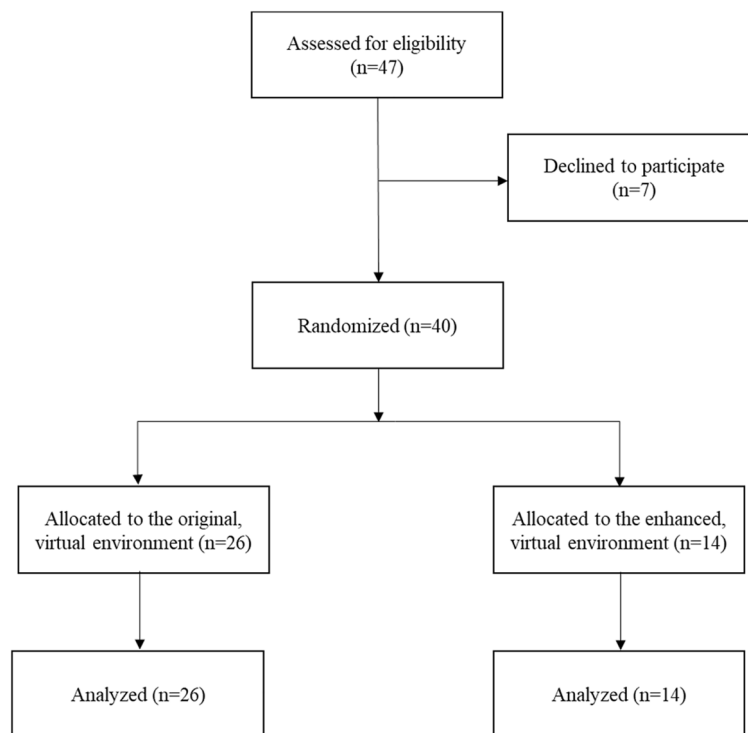 Assessed for eligibility
(n=47)
Declined to participate
(n=7)
Randomized (n=40)
Allocated to the original,
virtual environment (n=26)
Allocated to the enhanced,
virtual environment (n=14)
Analyzed (n=26)
Analyzed (n=14)